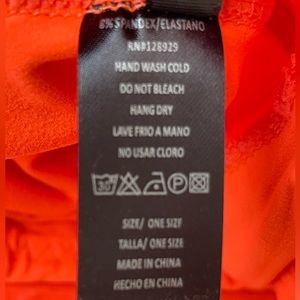 8% SPANDEX/ELASTANO
RN#128929
HAND WASH COLD
DO NOT BLEACH
HANG DRY
LAVE FRIO A MANO
NO USAR CLORO
30
SIZE/ ONE SIZE
TALLA/ ONE SIZE
MADE IN CHINA
HECHO EN CHINA